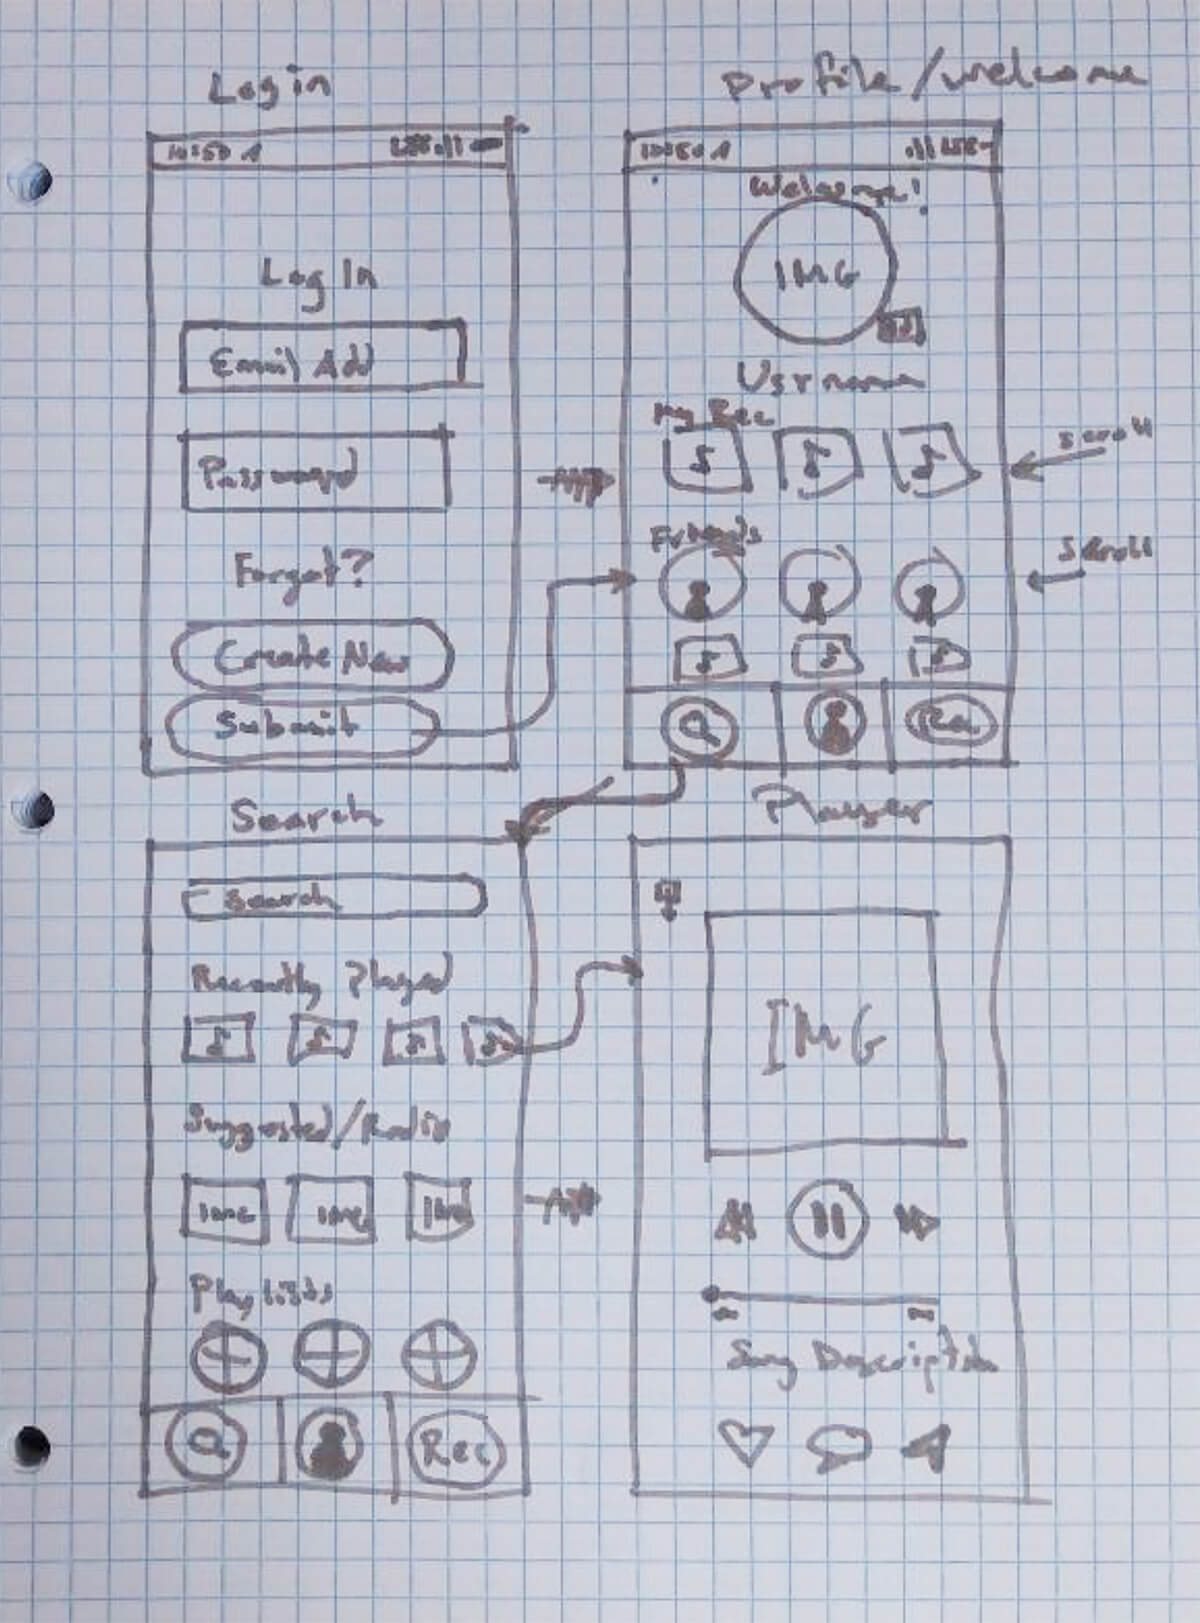 Log in
Profile/welcome
10:50
10:50
LTE
Welcome!
Log In
IMG
Email Add
Usrname
My Rec
scroll
Password
Friends
scroll
Forgot?
Create New
Submit
Rec
Search
Player
Search
Recently Played
IMG
Suggested/Radio
IMG IMG IMG
Playlists
Song Description
Rec